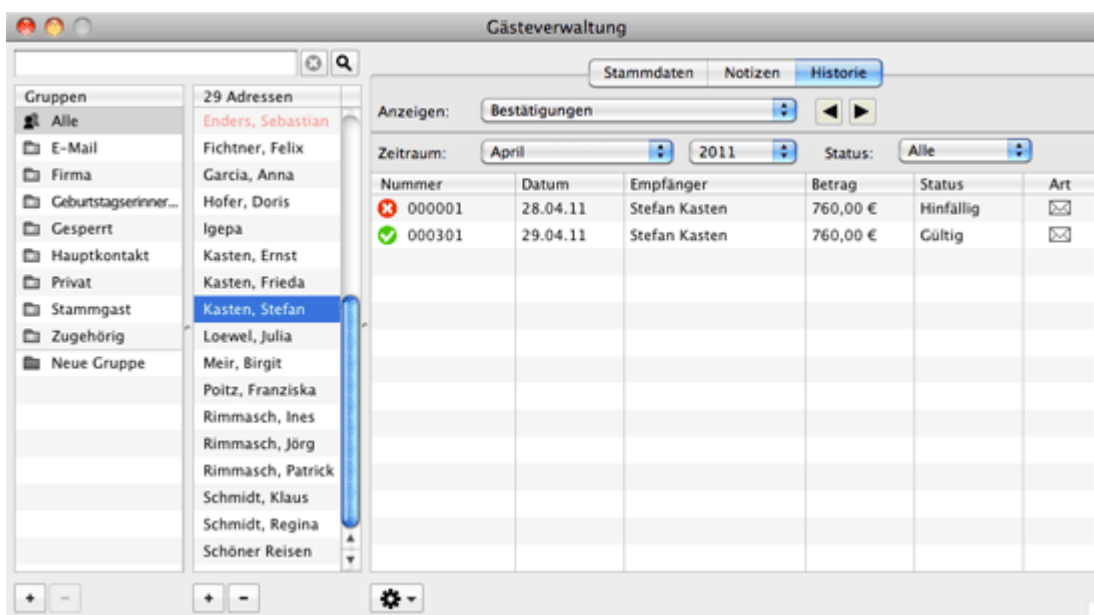 Gästeverwaltung
Stammdaten Notizen Historie
Gruppen
Alle
E-Mail
Firma
Geburtstagserinner...
Gesperrt
Hauptkontakt
Privat
Stammgast
Zugehörig
Neue Gruppe
29 Adressen
Enders, Sebastian
Fichtner, Felix
Garcia, Anna
Hofer, Doris
Igepa
Kasten, Ernst
Kasten, Frieda
Kasten, Stefan
Loewel, Julia
Meir, Birgit
Poitz, Franziska
Rimmasch, Ines
Rimmasch, Jörg
Rimmasch, Patrick
Schmidt, Klaus
Schmidt, Regina
Schöner Reisen
Anzeigen: Bestätigungen
Zeitraum: April 2011 Status: Alle
Nummer Datum Empfänger Betrag Status Art
000001 28.04.11 Stefan Kasten 760,00 € Hinfällig
000301 29.04.11 Stefan Kasten 760,00 € Gültig